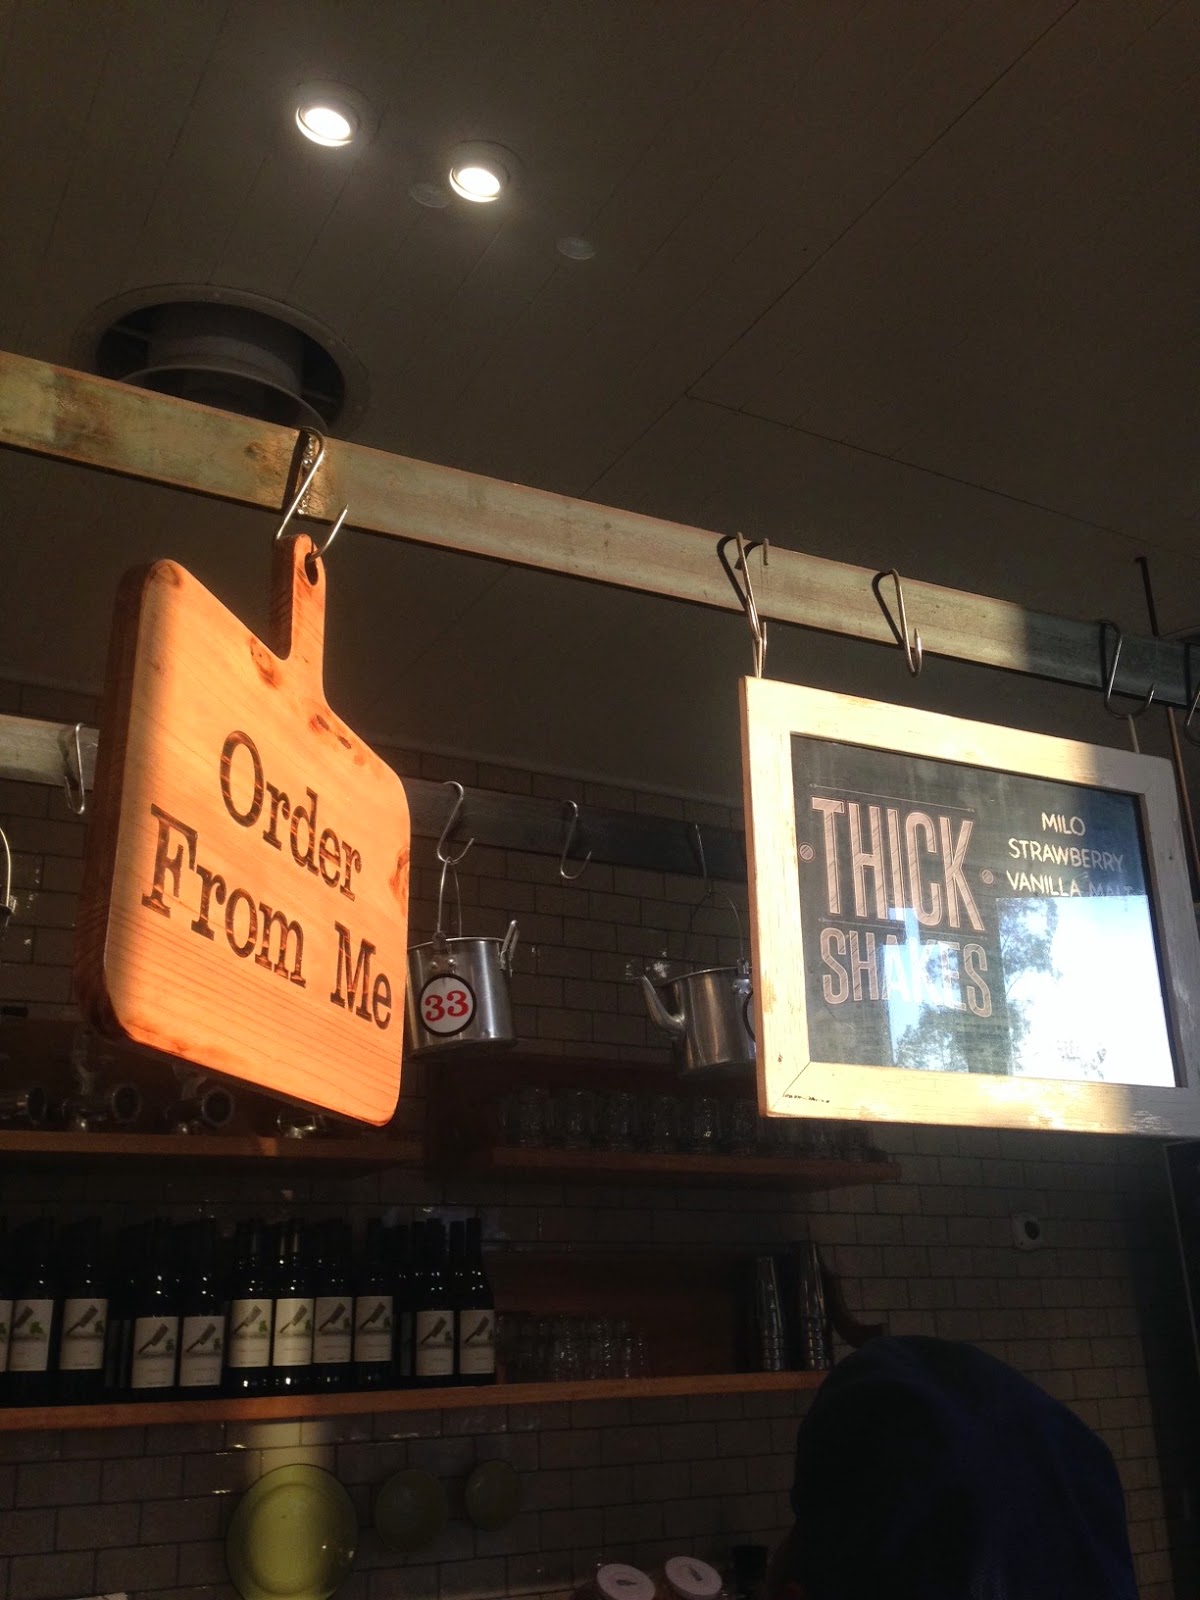 Order
From Me
33
THICK
SHAKES
MILO
STRAWBERRY
VANILLA MALT